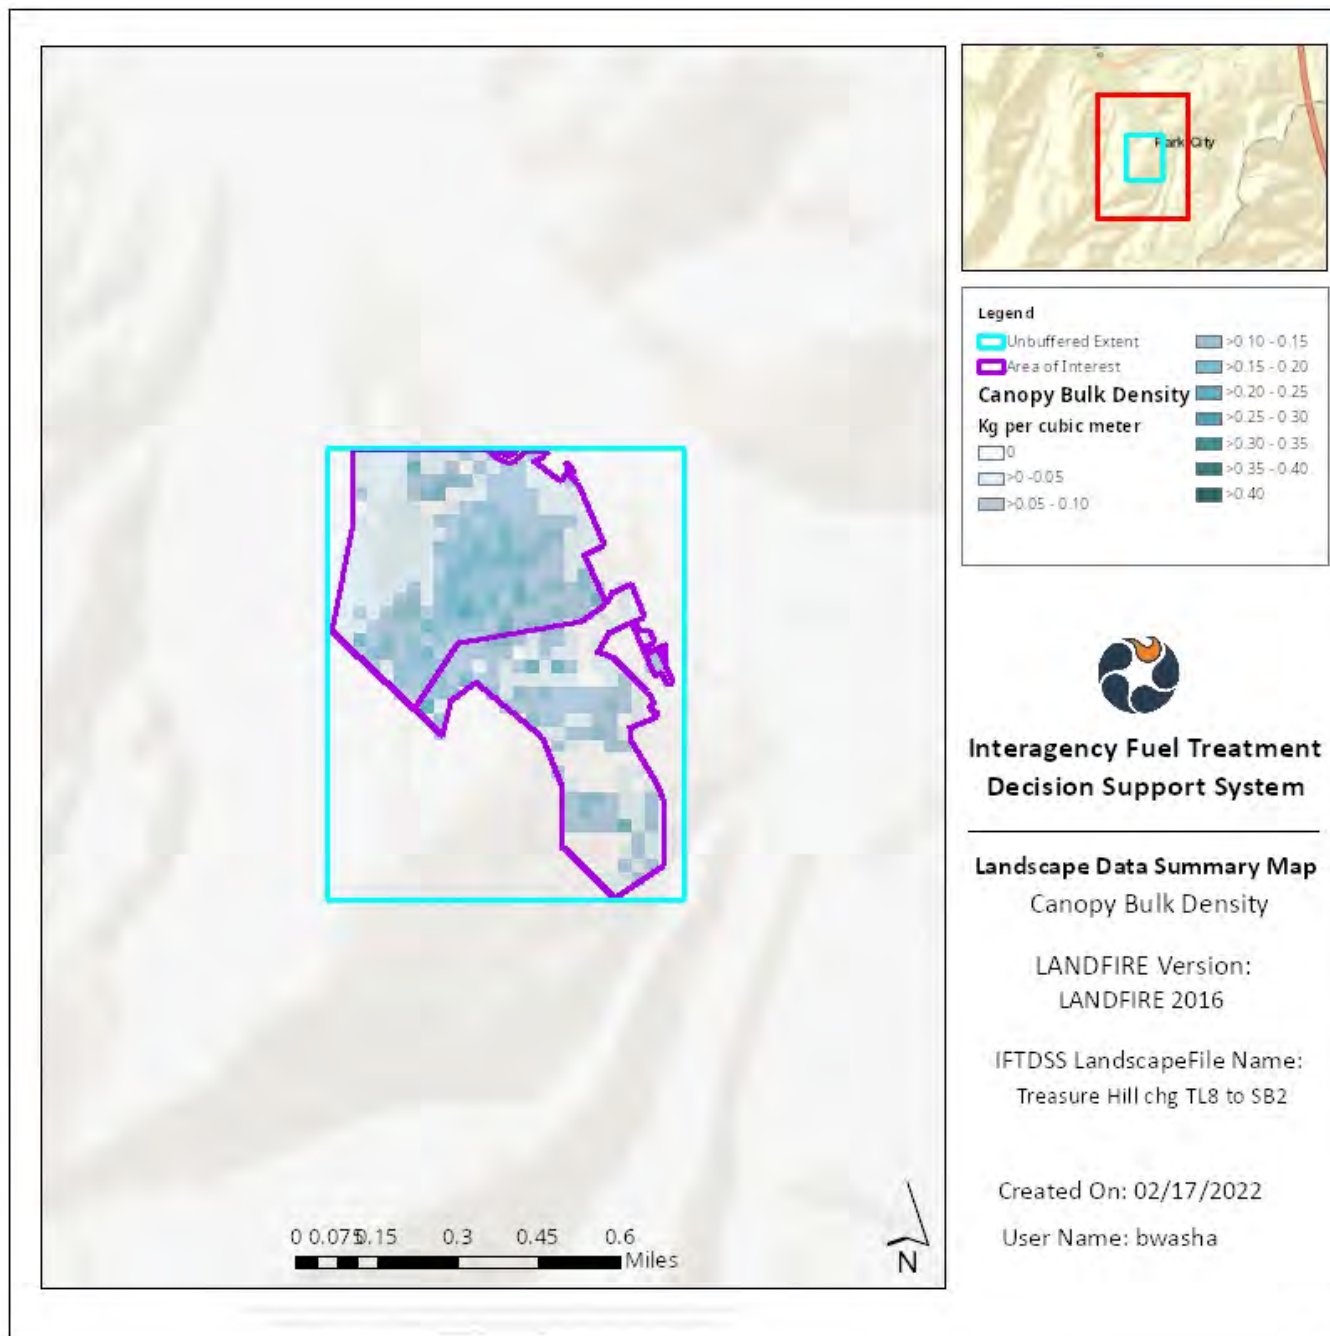 Park City
Legend
Unbuffered Extent
Area of Interest
Canopy Bulk Density
Kg per cubic meter
0
>0 -0.05
>0.05 - 0.10
>0.10 - 0.15
>0.15 - 0.20
>0.20 - 0.25
>0.25 - 0.30
>0.30 - 0.35
>0.35 - 0.40
>0.40
Interagency Fuel Treatment
Decision Support System
Landscape Data Summary Map
Canopy Bulk Density
LANDFIRE Version:
LANDFIRE 2016
IFTDSS LandscapeFile Name:
Treasure Hill chg TL8 to SB2
Created On: 02/17/2022
User Name: bwasha
0 0.075 0.15 0.3 0.45 0.6
Miles
N